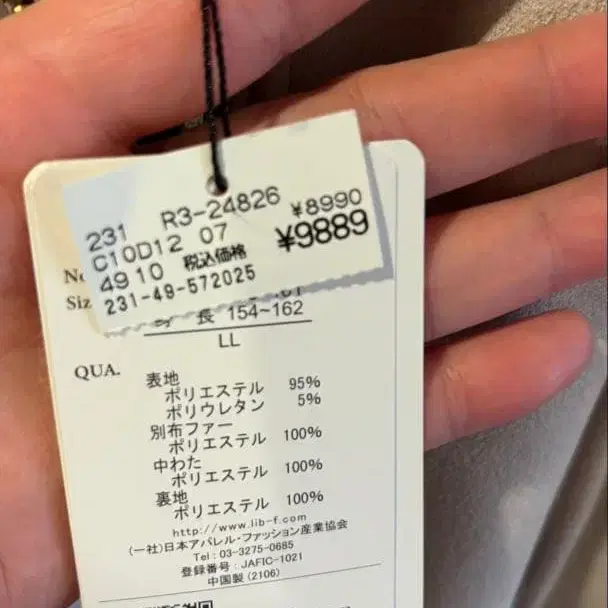 231 R3-24826
C10D12 07 ¥8990
4910 税込価格 ¥9889
231-49-572025
No
Siz
長 154~162
LL
QUA.
表地
ポリエステル 95%
ポリウレタン 5%
別布ファー
ポリエステル 100%
中わた
ポリエステル 100%
裏地
ポリエステル 100%
http://www.lib-f.com
(一社)日本アパレル・ファッション産業協会
Tel : 03-3275-0685
登録番号 : JAFIC-1021
中国製 (2106)